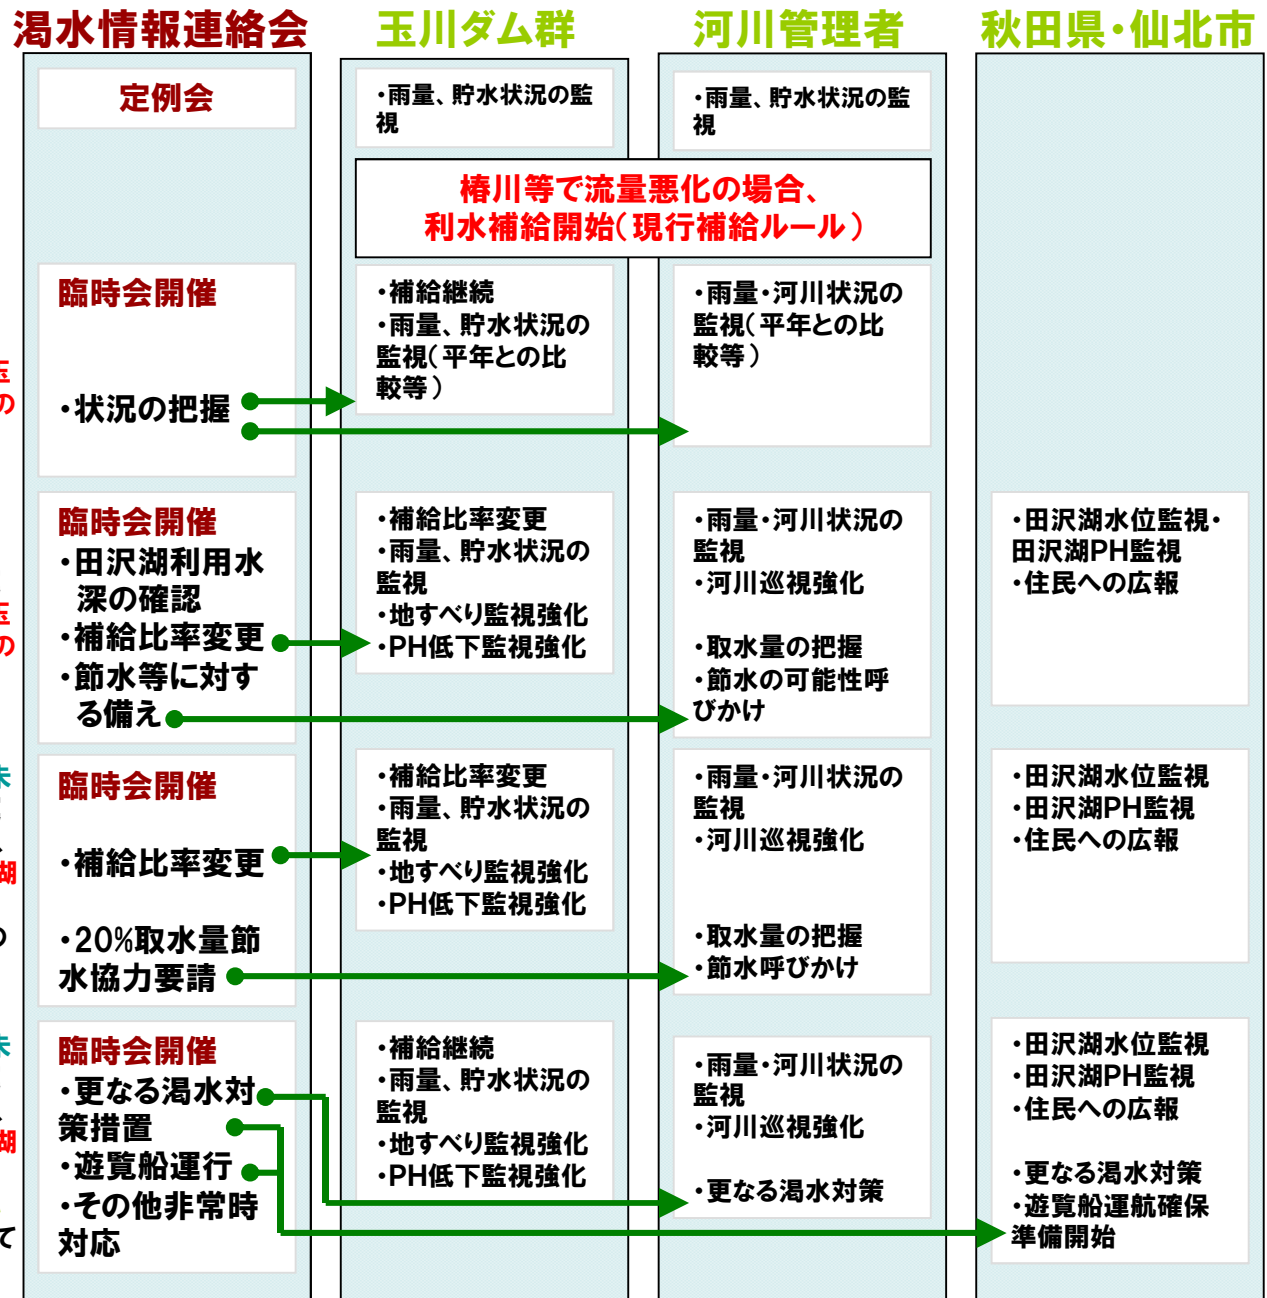 渇水情報連絡会
玉川ダム群
河川管理者
秋田県・仙北市
定例会
・雨量、貯水状況の監
視
・雨量、貯水状況の監
視
椿川等で流量悪化の場合、
利水補給開始(現行補給ルール)
臨時会開催
・状況の把握
・補給継続
・雨量、貯水状況の
監視(平年との比
較等)
・雨量・河川状況の
監視(平年との比
較等)
玉
の
臨時会開催
・田沢湖利用水
深の確認
・補給比率変更
・節水等に対す
る備え
・補給比率変更
・雨量、貯水状況の
監視
・地すべり監視強化
・PH低下監視強化
・雨量・河川状況の
監視
・河川巡視強化
・取水量の把握
・節水の可能性呼
びかけ
・田沢湖水位監視・
田沢湖PH監視
・住民への広報
玉
の
臨時会開催
・補給比率変更
・20%取水量節
水協力要請
・補給比率変更
・雨量、貯水状況の
監視
・地すべり監視強化
・PH低下監視強化
・雨量・河川状況の
監視
・河川巡視強化
・取水量の把握
・節水呼びかけ
・田沢湖水位監視
・田沢湖PH監視
・住民への広報
未
湖
の
臨時会開催
・更なる渇水対
策措置
・遊覧船運行
・その他非常時
対応
・補給継続
・雨量、貯水状況の
監視
・地すべり監視強化
・PH低下監視強化
・雨量・河川状況の
監視
・河川巡視強化
・更なる渇水対策
・田沢湖水位監視
・田沢湖PH監視
・住民への広報
・更なる渇水対策
・遊覧船運航確保
準備開始
未
湖
て